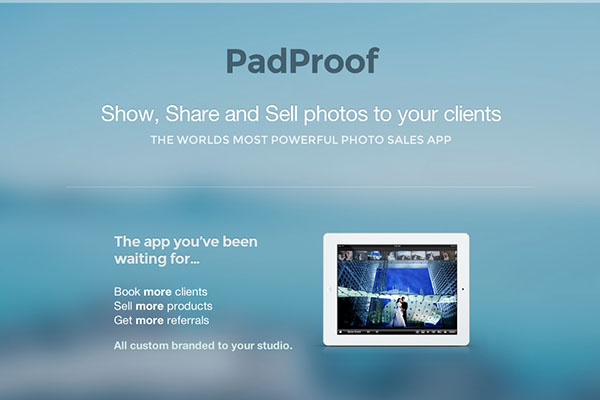 PadProof
Show, Share and Sell photos to your clients
THE WORLDS MOST POWERFUL PHOTO SALES APP
The app you've been
waiting for...
Book more clients
Sell more products
Get more referrals
All custom branded to your studio.